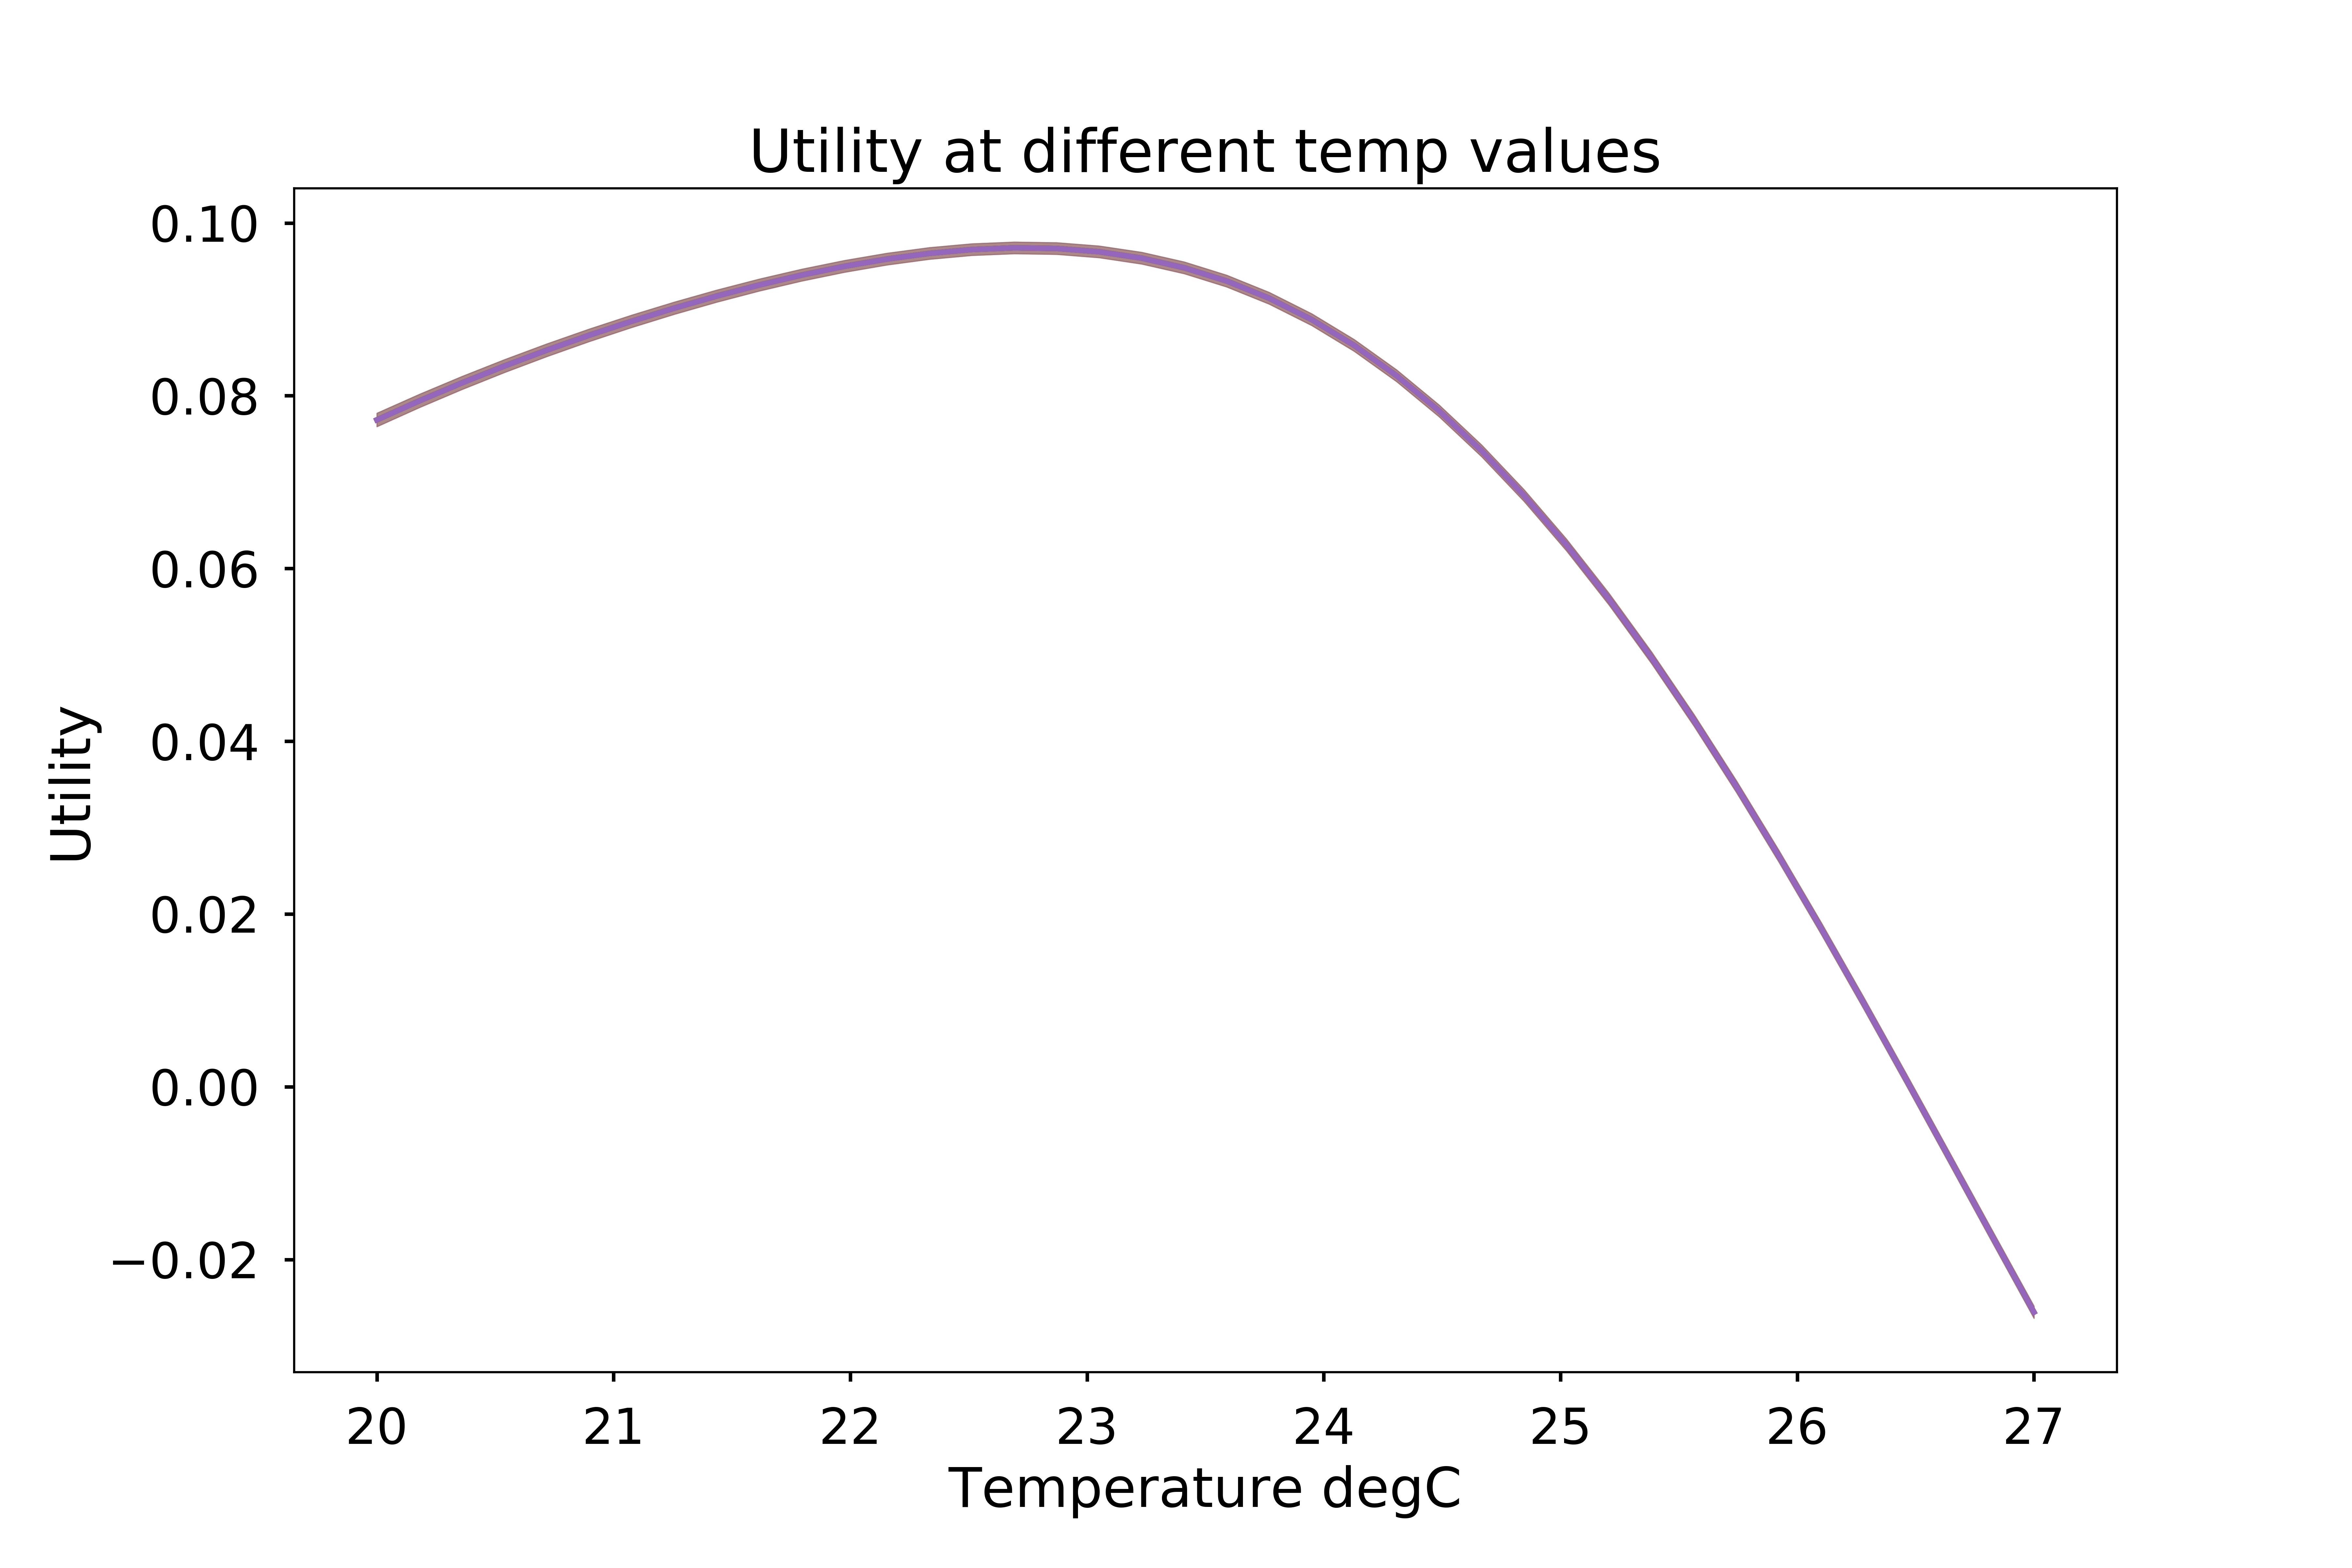 Utility at different temp values
0.10
0.08
0.06
0.04
0.02
0.00
−0.02
Utility
20 21 22 23 24 25 26 27
Temperature degC